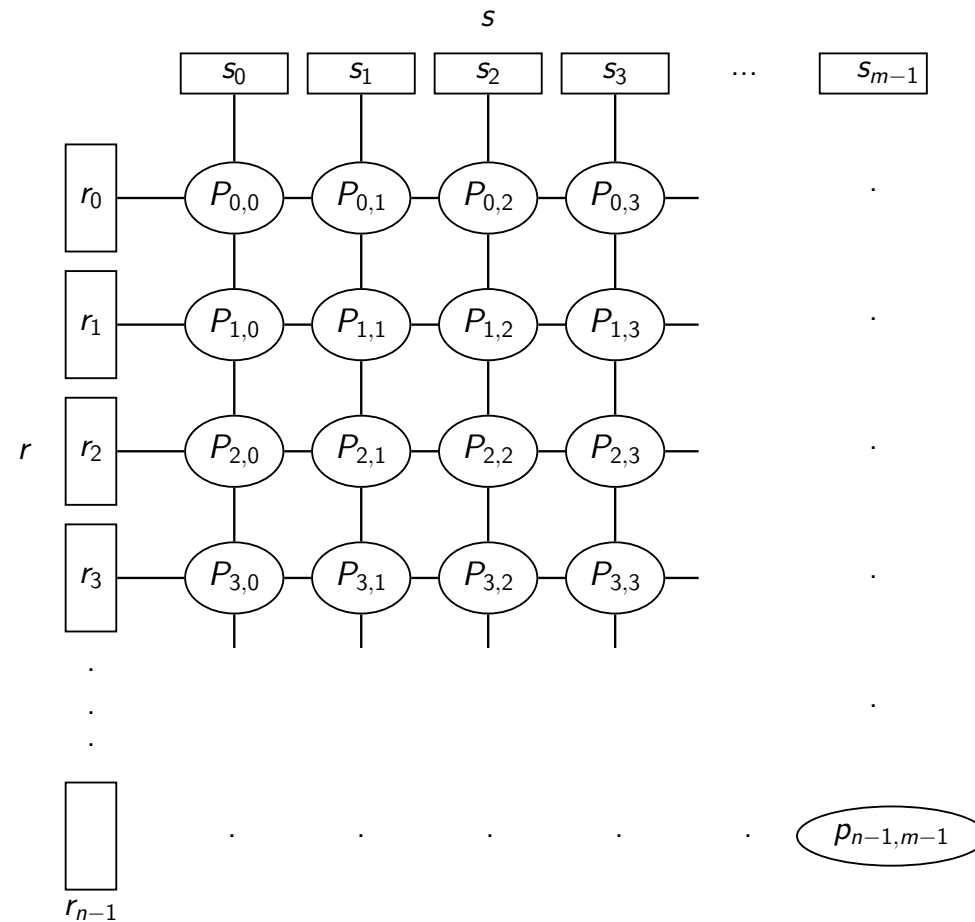 s
s₀ s₁ s₂ s₃ ... sₘ₋₁
r₀ P₀,₀ P₀,₁ P₀,₂ P₀,₃ .
r₁ P₁,₀ P₁,₁ P₁,₂ P₁,₃ .
r r₂ P₂,₀ P₂,₁ P₂,₂ P₂,₃ .
r₃ P₃,₀ P₃,₁ P₃,₂ P₃,₃ .
.
. .
.
. . . . . pₙ₋₁,ₘ₋₁
rₙ₋₁